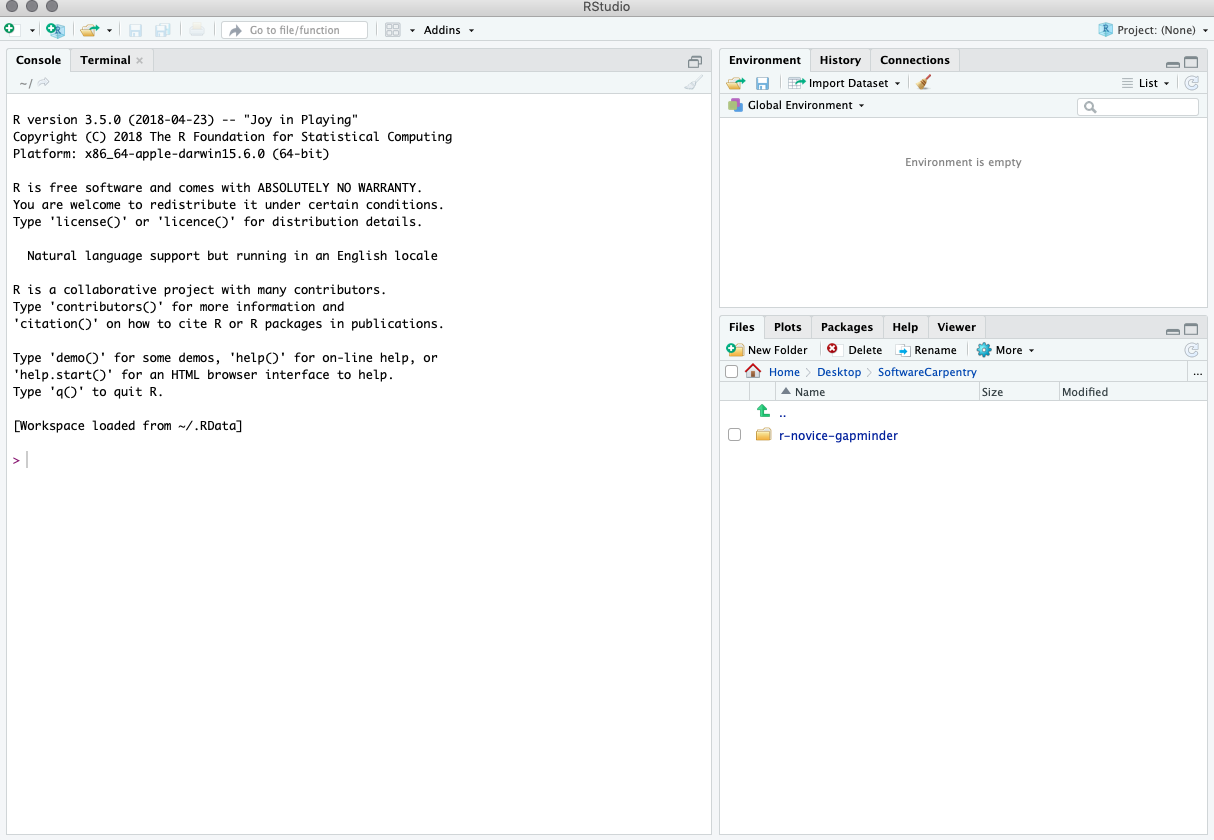 RStudio
Go to file/function
Addins
Project: (None)
Console
Terminal
~/
R version 3.5.0 (2018-04-23) -- "Joy in Playing"
Copyright (C) 2018 The R Foundation for Statistical Computing
Platform: x86_64-apple-darwin15.6.0 (64-bit)
R is free software and comes with ABSOLUTELY NO WARRANTY.
You are welcome to redistribute it under certain conditions.
Type 'license()' or 'licence()' for distribution details.
Natural language support but running in an English locale
R is a collaborative project with many contributors.
Type 'contributors()' for more information and
'citation()' on how to cite R or R packages in publications.
Type 'demo()' for some demos, 'help()' for on-line help, or
'help.start()' for an HTML browser interface to help.
Type 'q()' to quit R.
[Workspace loaded from ~/.RData]
>
Environment History Connections
Import Dataset List
Global Environment
Environment is empty
Files Plots Packages Help Viewer
New Folder Delete Rename More
Home Desktop SoftwareCarpentry ...
Name Size Modified
..
r-novice-gapminder